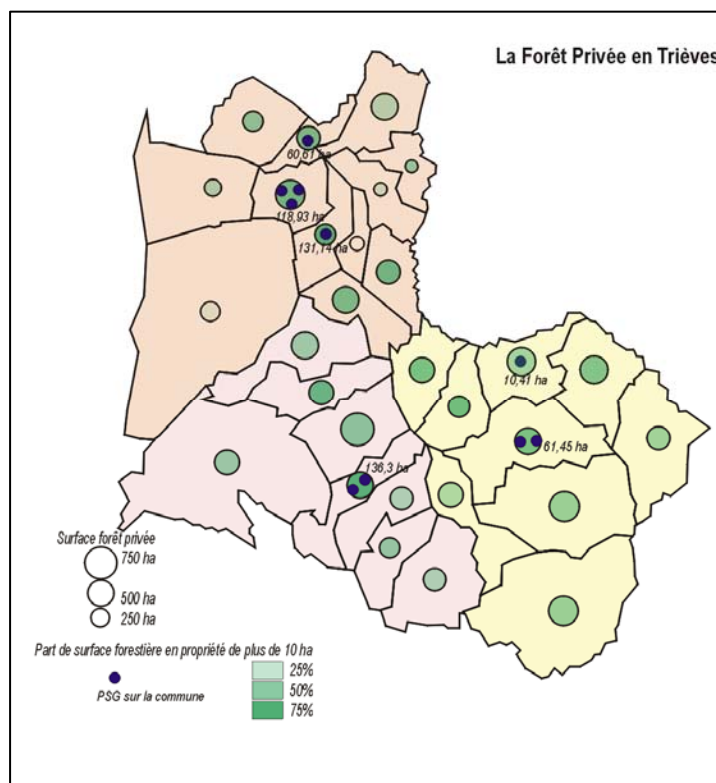 La Forêt Privée en Trièves
60,61 ha
118,93 ha
131,14 ha
10,41 ha
61,45 ha
136,3 ha
Surface forêt privée
750 ha
500 ha
250 ha
Part de surface forestière en propriété de plus de 10 ha
PSG sur la commune
25%
50%
75%